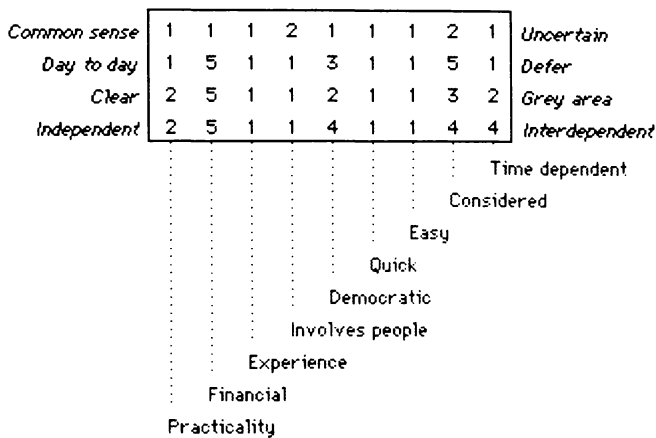 Common sense 1 1 1 2 1 1 1 2 1 Uncertain
Day to day 1 5 1 1 3 1 1 5 1 Defer
Clear 2 5 1 1 2 1 1 3 2 Grey area
Independent 2 5 1 1 4 1 1 4 4 Interdependent
Time dependent
Considered
Easy
Quick
Democratic
Involves people
Experience
Financial
Practicality